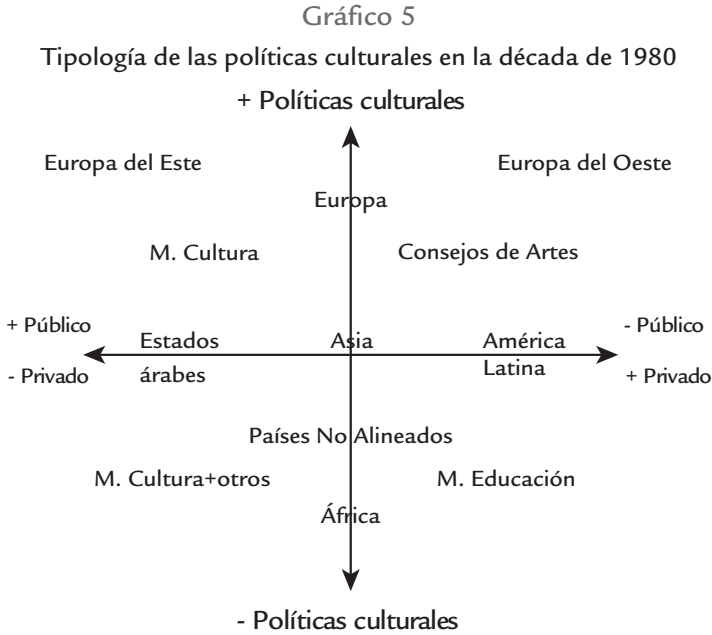 Gráfico 5
Tipología de las políticas culturales en la década de 1980
+ Políticas culturales
Europa del Este
Europa del Oeste
Europa
M. Cultura
Consejos de Artes
+ Público
- Público
Estados
Asia
América
árabes
Latina
- Privado
+ Privado
Países No Alineados
M. Cultura+otros
M. Educación
África
- Políticas culturales